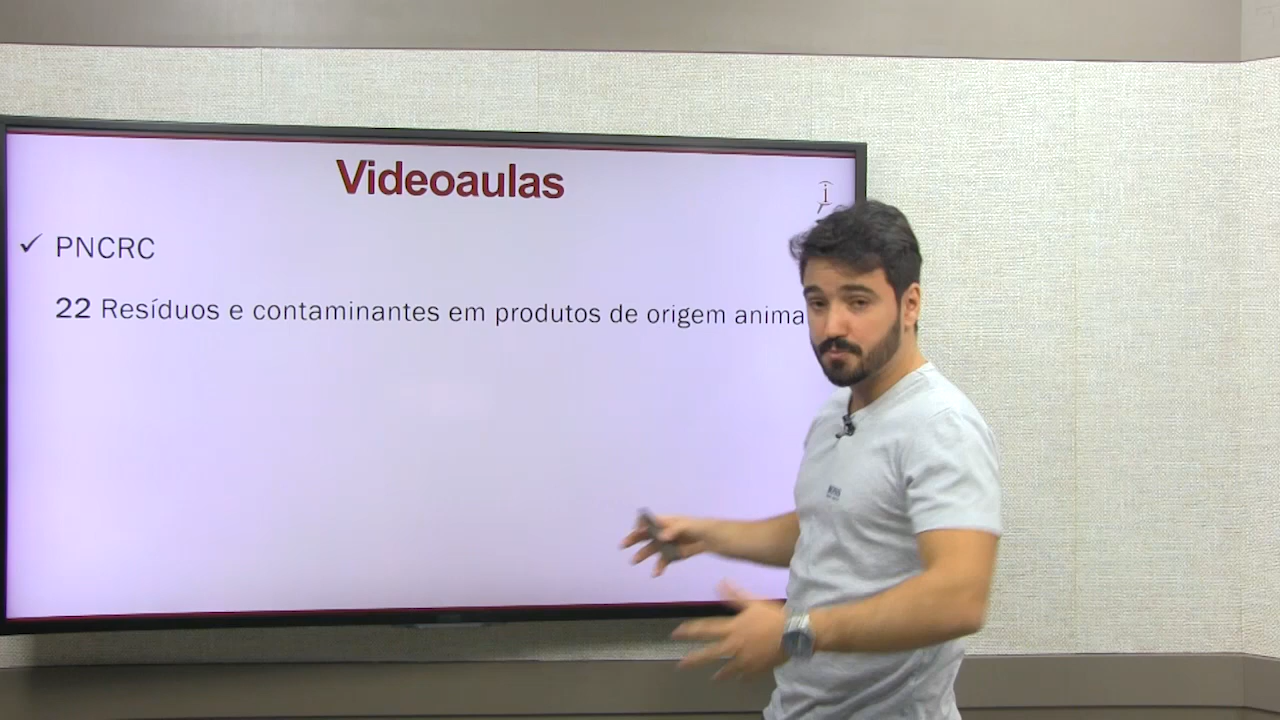 Videoaulas
✓ PNCRC
22 Resíduos e contaminantes em produtos de origem anima